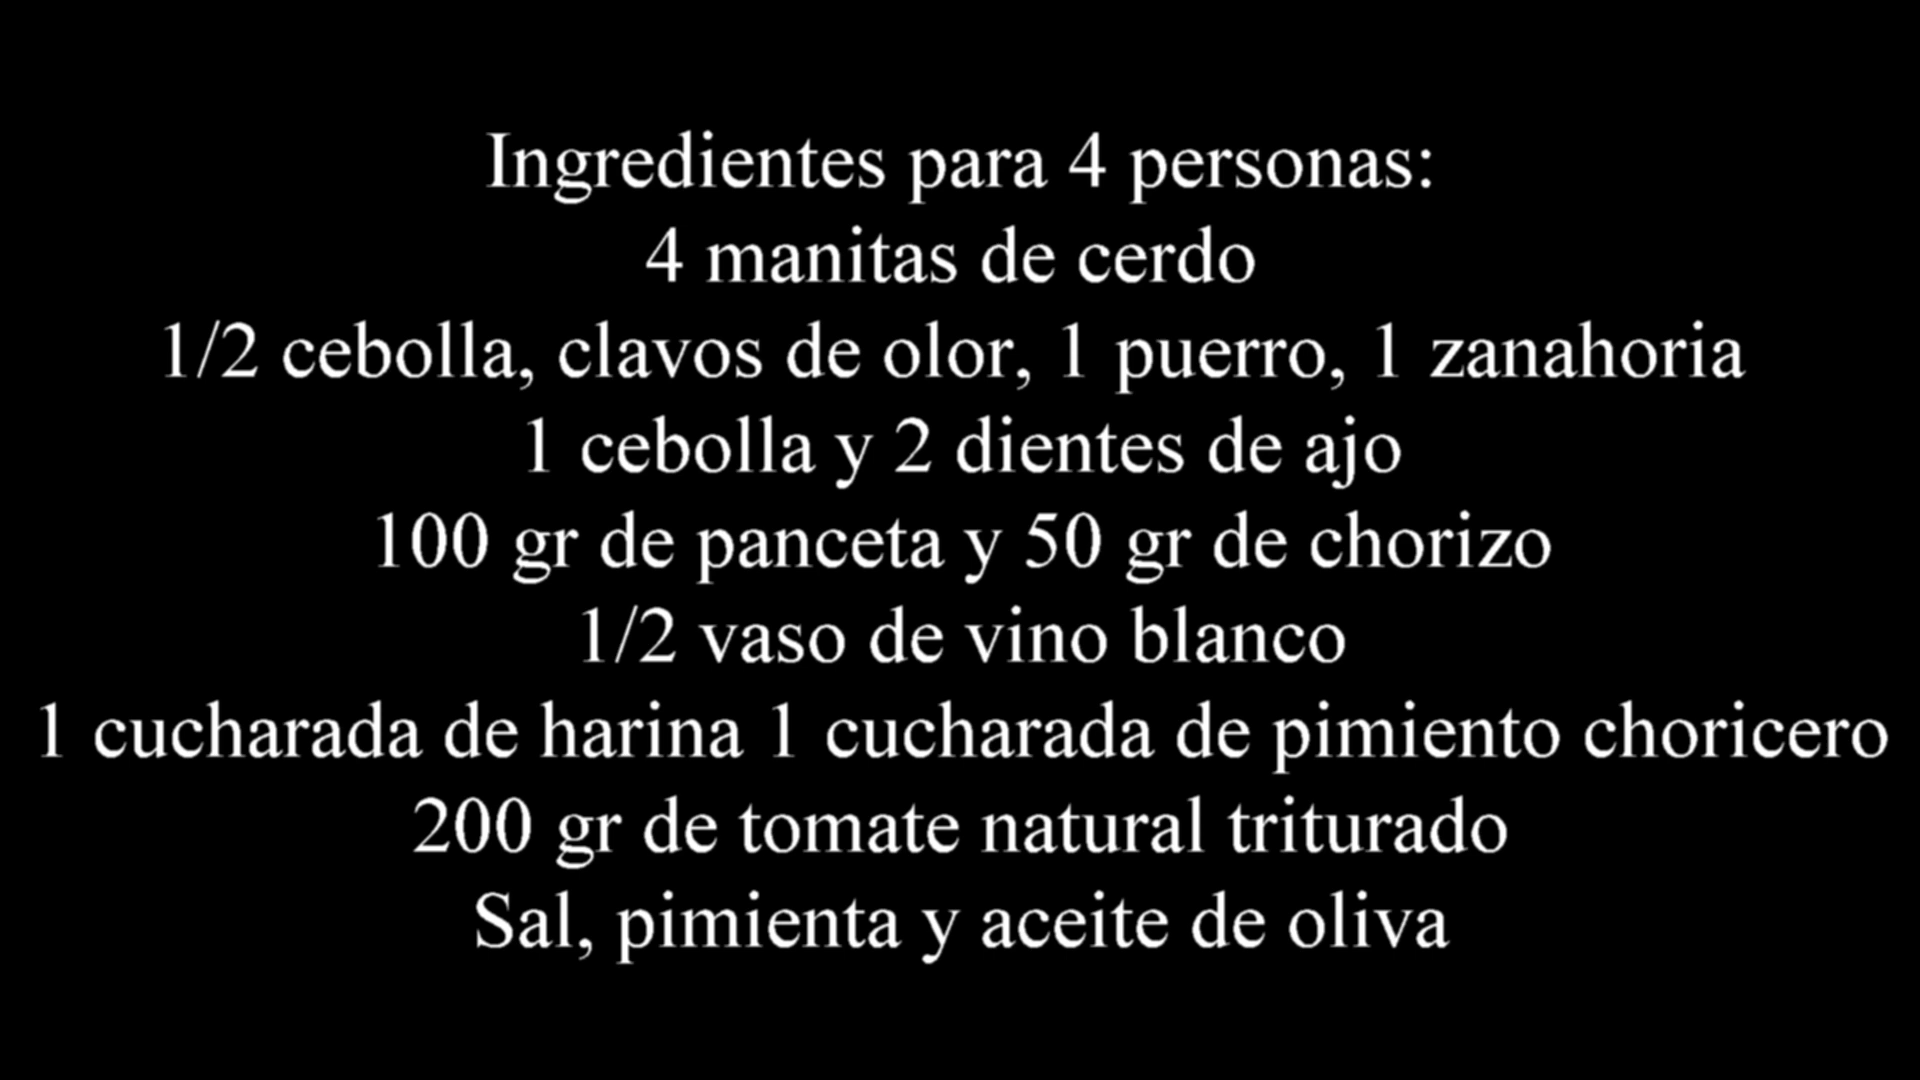 Ingredientes para 4 personas:
4 manitas de cerdo
1/2 cebolla, clavos de olor, 1 puerro, 1 zanahoria
1 cebolla y 2 dientes de ajo
100 gr de panceta y 50 gr de chorizo
1/2 vaso de vino blanco
1 cucharada de harina 1 cucharada de pimiento choricero
200 gr de tomate natural triturado
Sal, pimienta y aceite de oliva